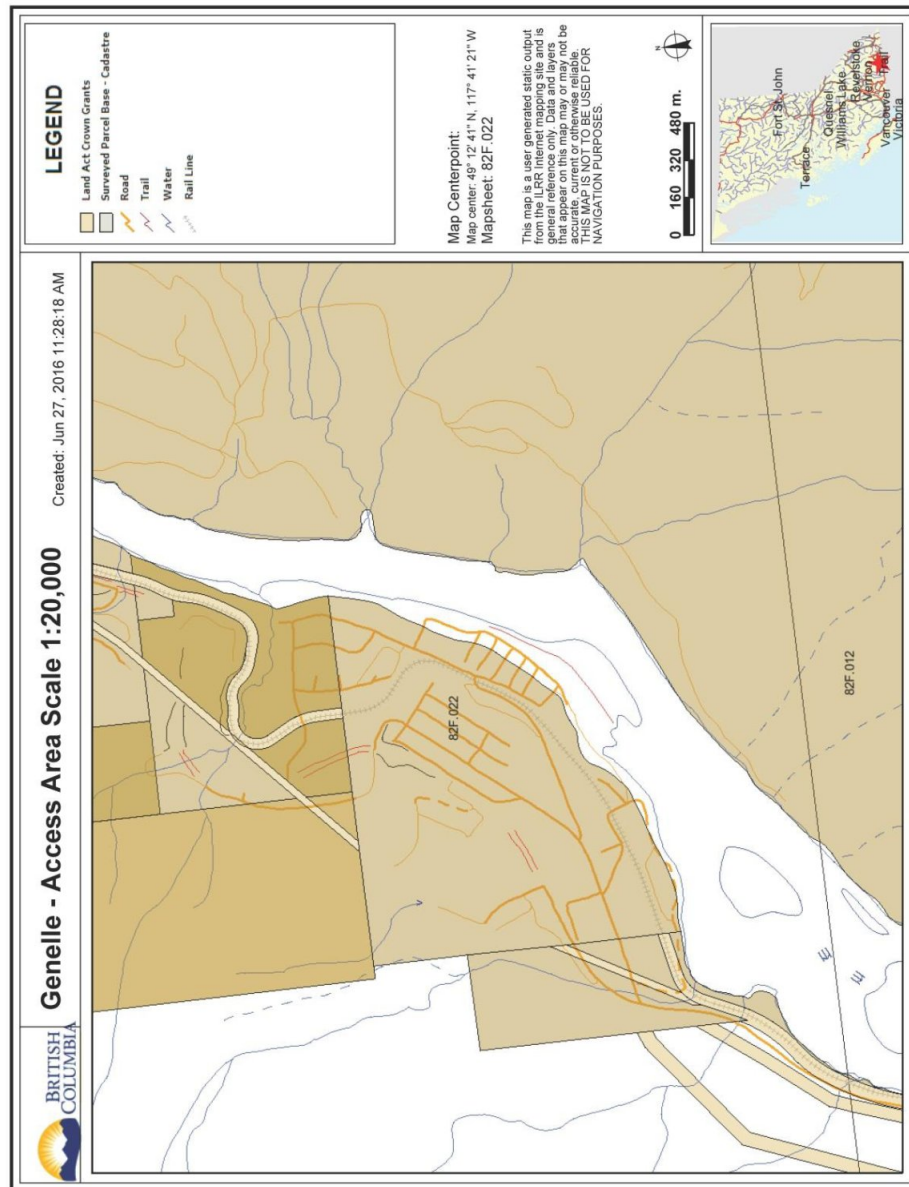 BRITISH
COLUMBIA
Genelle - Access Area Scale 1:20,000
Created: Jun 27, 2016 11:28:18 AM
82F.022
82F.012
LEGEND
Land Act Crown Grants
Surveyed Parcel Base - Cadastre
Road
Trail
Water
Rail Line
Map Centerpoint:
Map center: 49° 12' 41" N, 117° 41' 21" W
Mapsheet: 82F.022
This map is a user generated static output
from the ILRR Internet mapping site and is
general reference only. Data and layers
that appear on this map may or may not be
accurate, current or otherwise reliable.
THIS MAP IS NOT TO BE USED FOR
NAVIGATION PURPOSES.
0 160 320 480 m.
N
Fort St. John
Terrace
Quesnel
Williams Lake
Revelstoke
Vernon
Vancouver
Trail
Victoria